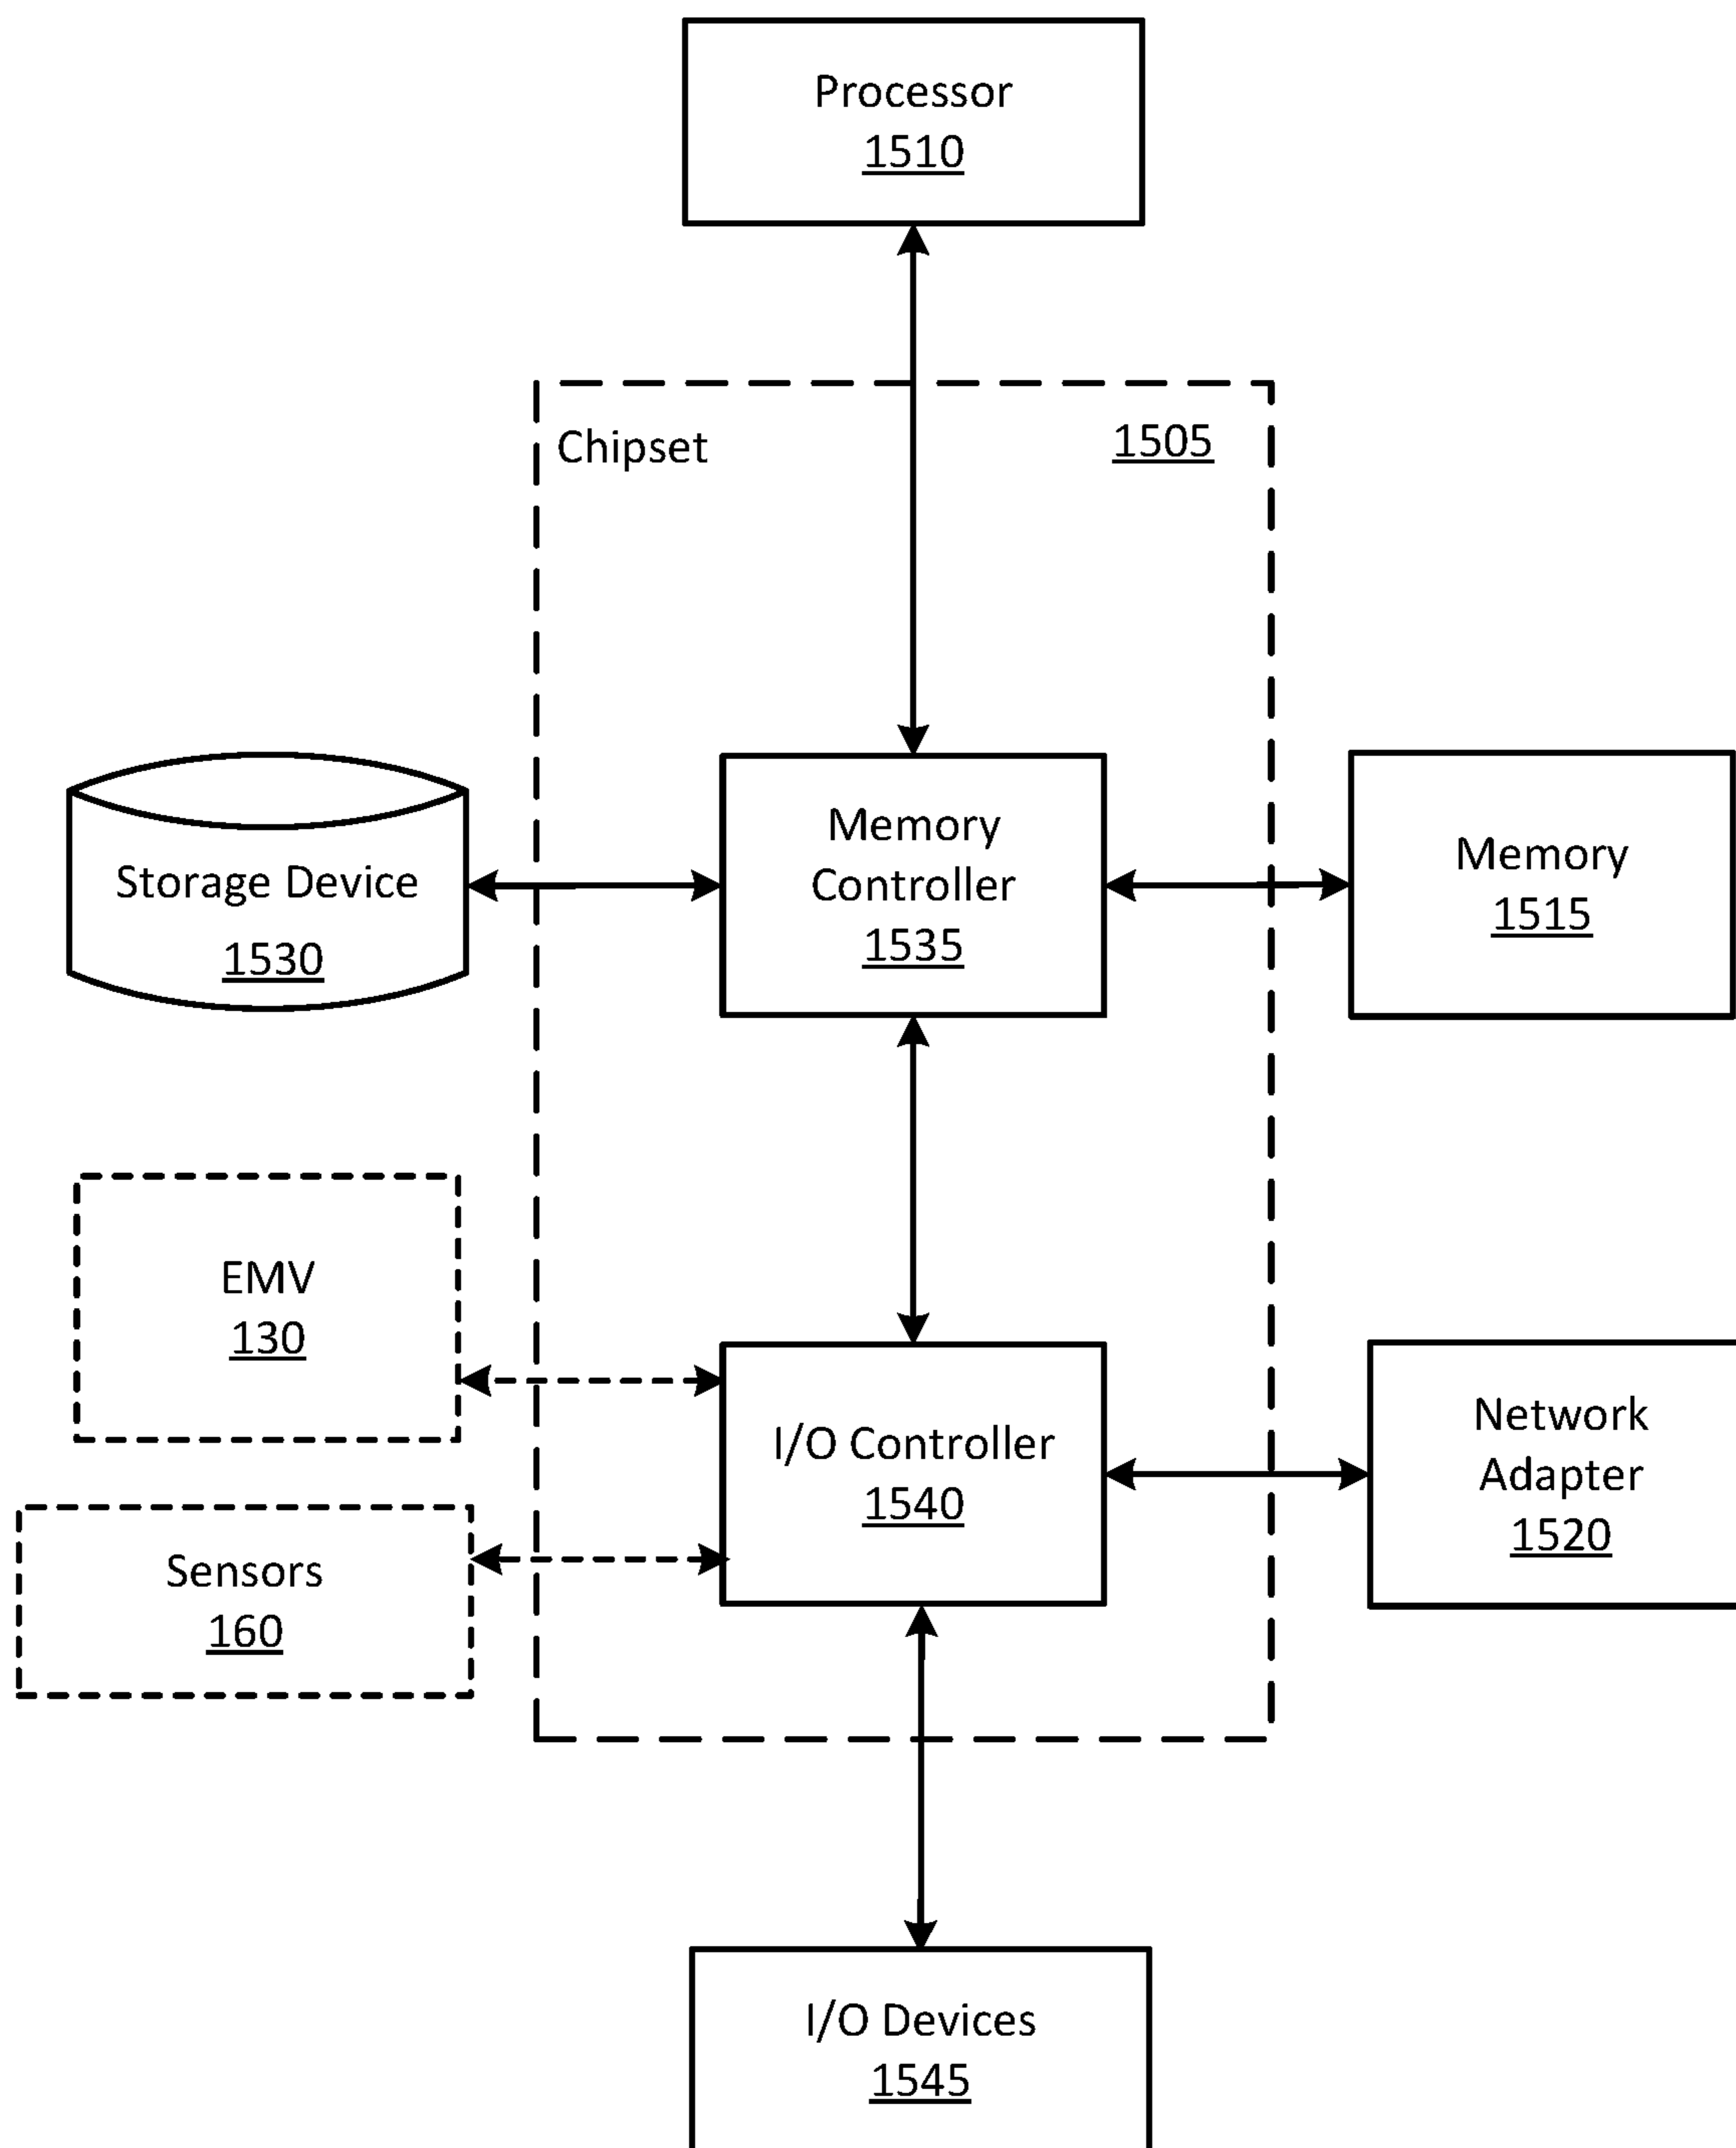 Processor
1510
Chipset
1505
Storage Device
1530
Memory
Controller
1535
Memory
1515
EMV
130
Sensors
160
I/O Controller
1540
Network
Adapter
1520
I/O Devices
1545